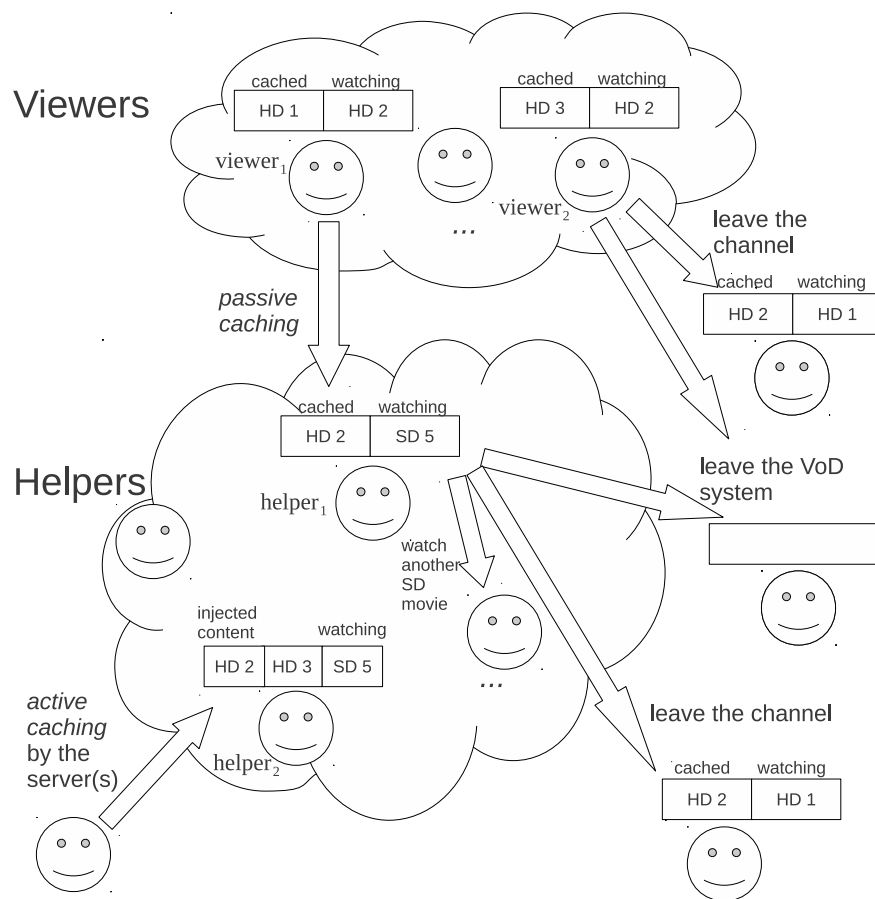 Viewers
cached watching
HD 1 HD 2
viewer1
cached watching
HD 3 HD 2
viewer2
...
leave the
channel
cached watching
HD 2 HD 1
passive
caching
Helpers
cached watching
HD 2 SD 5
helper1
leave the VoD
system
watch
another
SD
movie
...
injected
content watching
HD 2 HD 3 SD 5
helper2
active
caching
by the
server(s)
leave the channel
cached watching
HD 2 HD 1